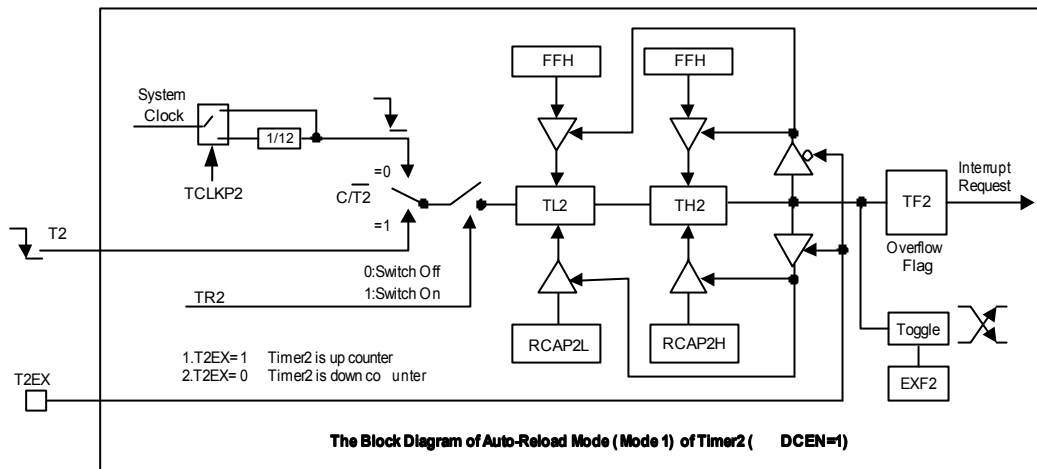 FFH
FFH
System
Clock
1/12
TCLKP2
=0
C/T2
=1
T2
TL2
TH2
TF2
Interrupt
Request
Overflow
Flag
0:Switch Off
1:Switch On
TR2
RCAP2L
RCAP2H
Toggle
EXF2
1.T2EX= 1 Timer2 is up counter
2.T2EX= 0 Timer2 is down co unter
T2EX
The Block Diagram of Auto-Reload Mode ( Mode 1) of Timer2 ( DCEN=1)